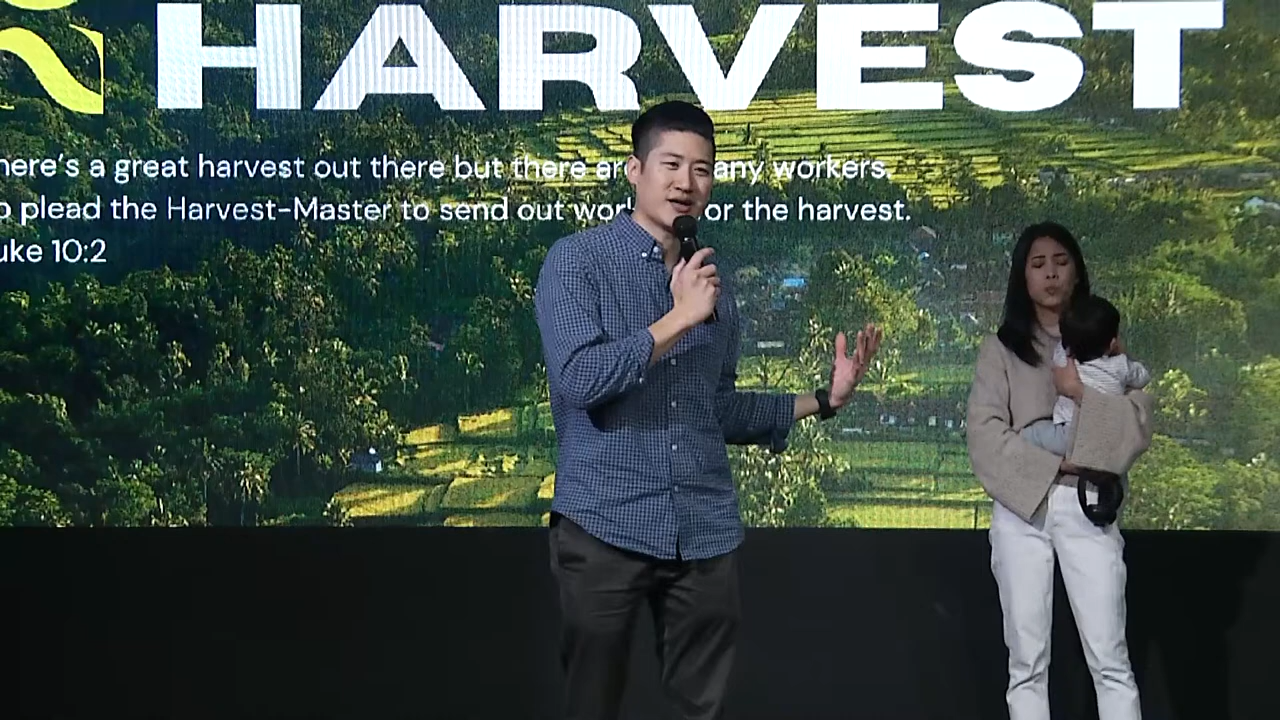 HARVEST
here's a great harvest out there but there are any workers.
o plead the Harvest-Master to send out wor or the harvest.
uke 10:2